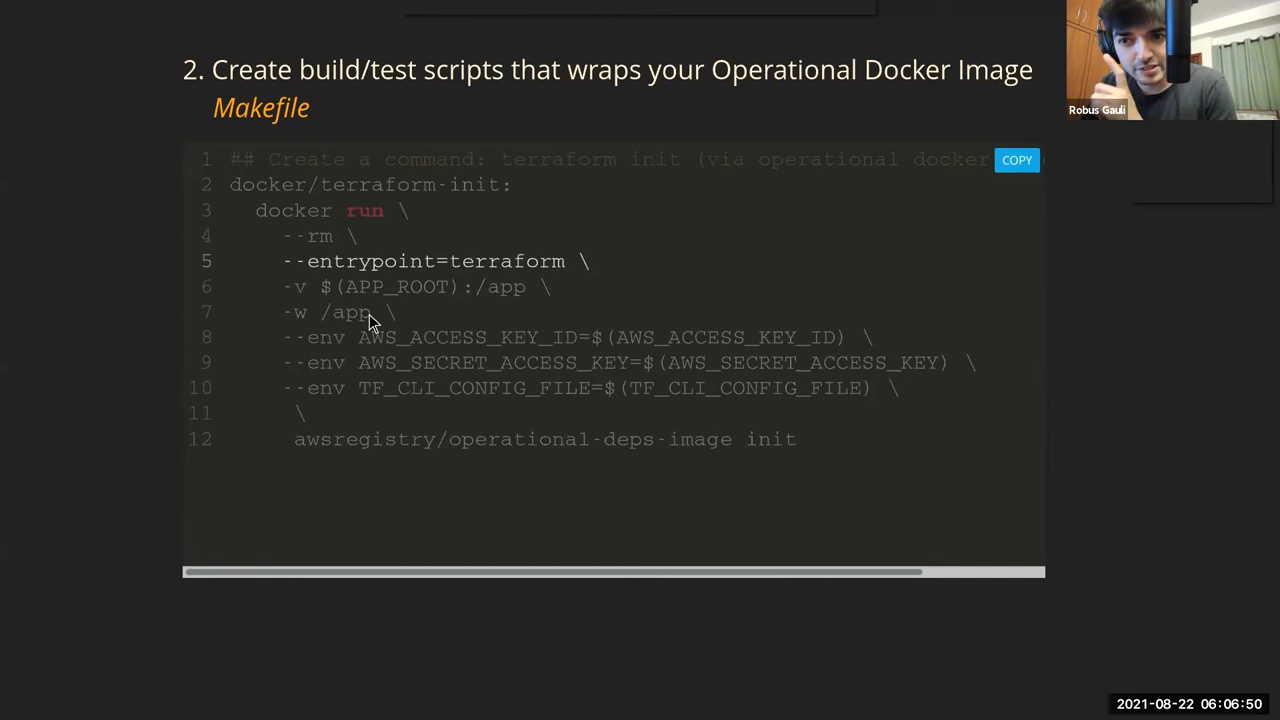 2. Create build/test scripts that wraps your Operational Docker Image
Makefile
Robus Gauli
COPY
1 ## Create a command: terraform init (via operational docker
2 docker/terraform-init:
3 docker run \
4 --rm \
5 --entrypoint=terraform \
6 -v $(APP_ROOT):/app \
7 -w /app \
8 --env AWS_ACCESS_KEY_ID=$(AWS_ACCESS_KEY_ID) \
9 --env AWS_SECRET_ACCESS_KEY=$(AWS_SECRET_ACCESS_KEY) \
10 --env TF_CLI_CONFIG_FILE=$(TF_CLI_CONFIG_FILE) \
11 \
12 awsregistry/operational-deps-image init
2021-08-22 06:06:50